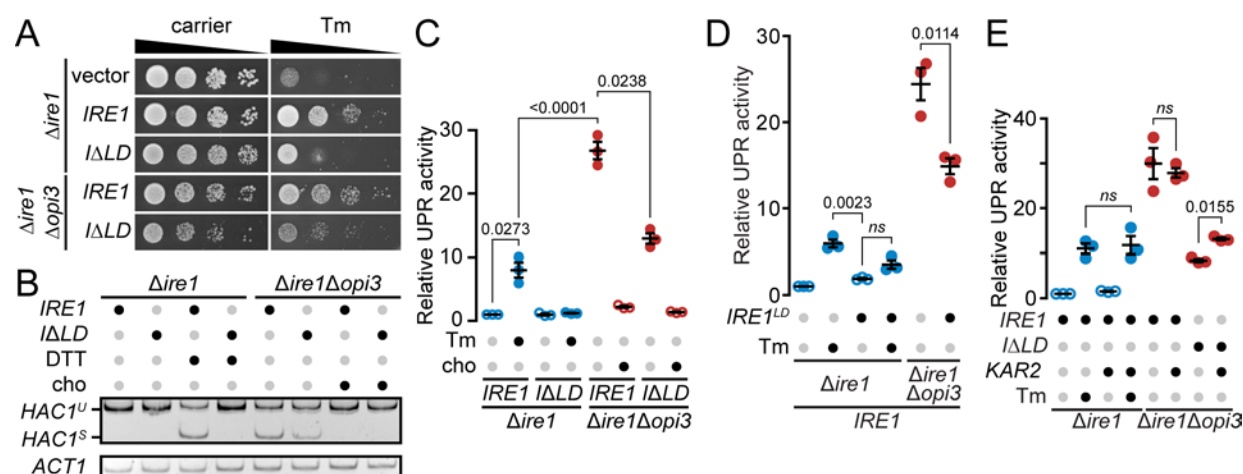 A
carrier
Tm
Δire1
vector
IRE1
IΔLD
Δire1
Δopi3
IRE1
IΔLD
B
Δire1
Δire1Δopi3
IRE1
IΔLD
DTT
cho
HAC1ᵁ
HAC1ˢ
ACT1
C
Relative UPR activity
30
20
10
0
0.0273
<0.0001
0.0238
Tm
cho
IRE1 IΔLD IRE1 IΔLD
Δire1 Δire1Δopi3
D
Relative UPR activity
30
20
10
0
0.0023
ns
0.0114
IRE1ᴸᴰ
Tm
Δire1
Δire1
Δopi3
IRE1
E
Relative UPR activity
40
20
0
ns
ns
0.0155
IRE1
IΔLD
KAR2
Tm
Δire1 Δire1Δopi3